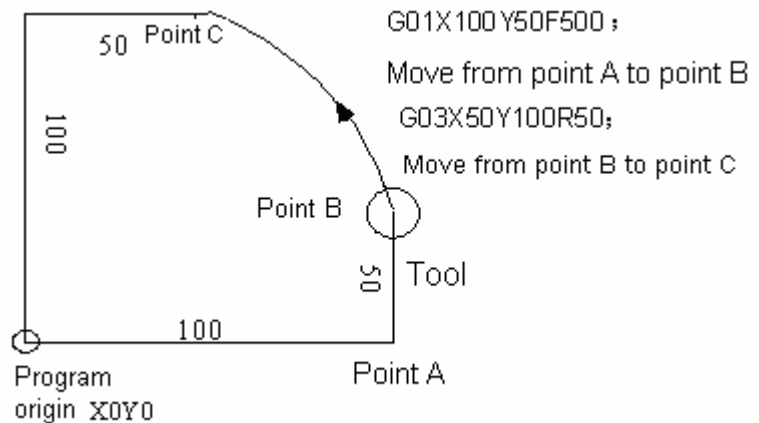 G01X100Y50F500；
50
Point C
Move from point A to point B
G03X50Y100R50;
100
Move from point B to point C
Point B
50
Tool
100
Program
origin X0Y0
Point A